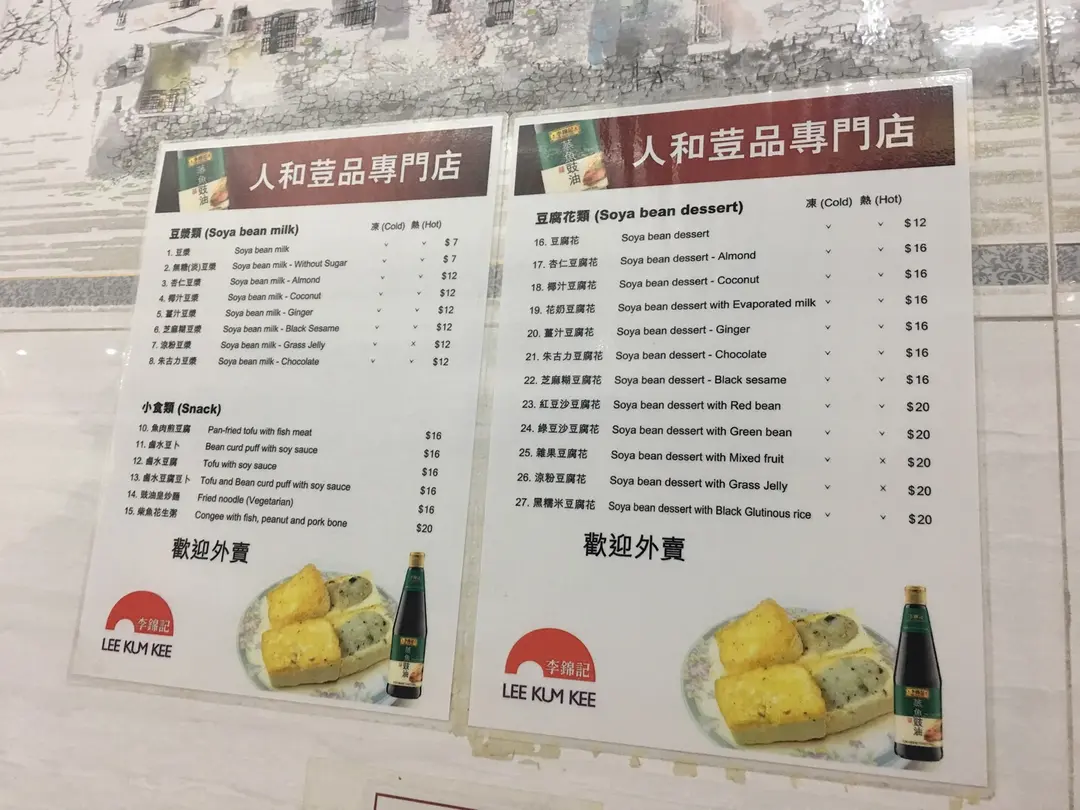 人和荳品專門店
豆漿類 (Soya bean milk) 凍 (Cold) 熱 (Hot)
1. 豆漿 Soya bean milk ˅ ˅ $ 7
2. 無糖(淡)豆漿 Soya bean milk - Without Sugar ˅ ˅ $ 7
3. 杏仁豆漿 Soya bean milk - Almond ˅ ˅ $12
4. 椰汁豆漿 Soya bean milk - Coconut ˅ ˅ $12
5. 薑汁豆漿 Soya bean milk - Ginger ˅ ˅ $12
6. 芝麻糊豆漿 Soya bean milk - Black Sesame ˅ ˅ $12
7. 涼粉豆漿 Soya bean milk - Grass Jelly ˅ x $12
8. 朱古力豆漿 Soya bean milk - Chocolate ˅ ˅ $12
小食類 (Snack)
10. 魚肉煎豆腐 Pan-fried tofu with fish meat $16
11. 鹵水豆卜 Bean curd puff with soy sauce $16
12. 鹵水豆腐 Tofu with soy sauce $16
13. 鹵水豆腐豆卜 Tofu and Bean curd puff with soy sauce $16
14. 豉油皇炒麵 Fried noodle (Vegetarian) $16
15. 柴魚花生粥 Congee with fish, peanut and pork bone $20
歡迎外賣
李錦記
LEE KUM KEE
蒸魚豉油
人和荳品專門店
豆腐花類 (Soya bean dessert) 凍 (Cold) 熱 (Hot)
16. 豆腐花 Soya bean dessert ˅ ˅ $ 12
17. 杏仁豆腐花 Soya bean dessert - Almond ˅ ˅ $ 16
18. 椰汁豆腐花 Soya bean dessert - Coconut ˅ ˅ $ 16
19. 花奶豆腐花 Soya bean dessert with Evaporated milk ˅ ˅ $ 16
20. 薑汁豆腐花 Soya bean dessert - Ginger ˅ ˅ $ 16
21. 朱古力豆腐花 Soya bean dessert - Chocolate ˅ ˅ $ 16
22. 芝麻糊豆腐花 Soya bean dessert - Black sesame ˅ ˅ $ 16
23. 紅豆沙豆腐花 Soya bean dessert with Red bean ˅ ˅ $ 20
24. 綠豆沙豆腐花 Soya bean dessert with Green bean ˅ ˅ $ 20
25. 雜果豆腐花 Soya bean dessert with Mixed fruit ˅ x $ 20
26. 涼粉豆腐花 Soya bean dessert with Grass Jelly ˅ x $ 20
27. 黑糯米豆腐花 Soya bean dessert with Black Glutinous rice ˅ ˅ $ 20
歡迎外賣
李錦記
LEE KUM KEE
蒸魚豉油